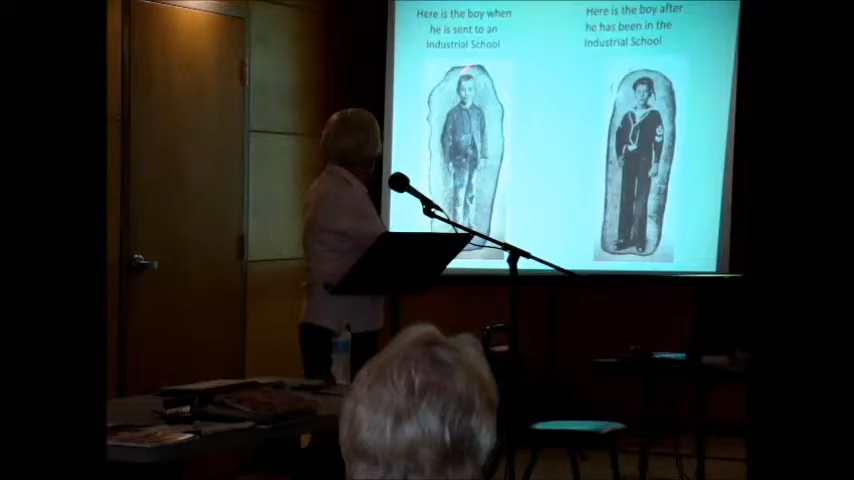 Here is the boy when
he is sent to an
Industrial School
Here is the boy after
he has been in the
Industrial School